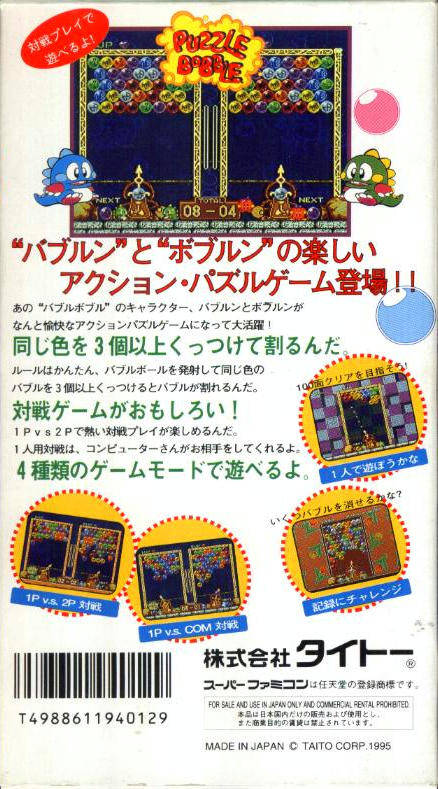 対戦プレイで
遊べるよ!
PUZZLE
BOBBLE
NEXT
TOTAL
NEXT
08-04
“バブルン”と“ボブルン”の楽しい
アクション・パズルゲーム登場!!
あの“バブルボブル”のキャラクター、バブルンとボブルンが
なんと愉快なアクションパズルゲームになって大活躍!
同じ色を3個以上くっつけて割るんだ。
ルールはかんたん、バブルボールを発射して同じ色の
バブルを3個以上くっつけるとバブルが割れるんだ。
対戦ゲームがおもしろい!
1Pvs2Pで熱い対戦プレイが楽しめるんだ。
1人用対戦は、コンピューターさんがお相手をしてくれるよ。
4種類のゲームモードで遊べるよ。
100面クリアを目指そう!
1人で遊ぼうかな
いくつバブルを消せるかな?
記録にチャレンジ
1P v.s. 2P 対戦
1P v.s. COM 対戦
株式会社 タイトー®
スーパーファミコンは任天堂の登録商標です。
FOR SALE AND USE IN JAPAN ONLY AND COMMERCIAL RENTAL PROHIBITED.
本品は日本国内だけの販売および使用とし、
また商業目的の賃貸は禁止されています。
T4988611940129
MADE IN JAPAN © TAITO CORP.1995